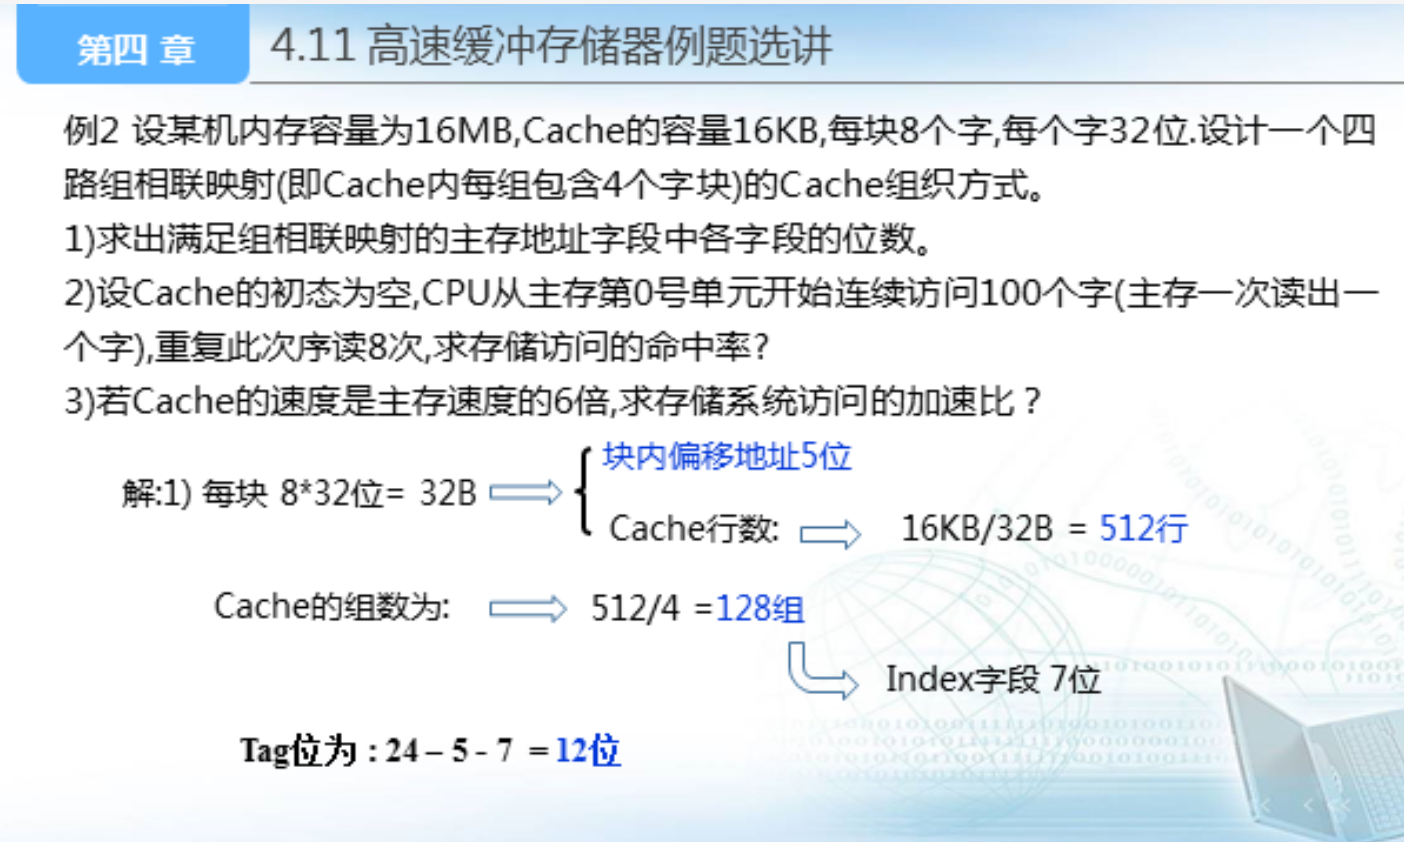 第四 章
4.11 高速缓冲存储器例题选讲
例2 设某机内存容量为16MB,Cache的容量16KB,每块8个字,每个字32位.设计一个四
路组相联映射(即Cache内每组包含4个字块)的Cache组织方式。
1)求出满足组相联映射的主存地址字段中各字段的位数。
2)设Cache的初态为空,CPU从主存第0号单元开始连续访问100个字(主存一次读出一
个字),重复此次序读8次,求存储访问的命中率?
3)若Cache的速度是主存速度的6倍,求存储系统访问的加速比？
块内偏移地址5位
解:1) 每块 8*32位= 32B
Cache行数: 16KB/32B = 512行
Cache的组数为: 512/4 =128组
Index字段 7位
Tag位为 : 24 – 5 - 7 = 12位